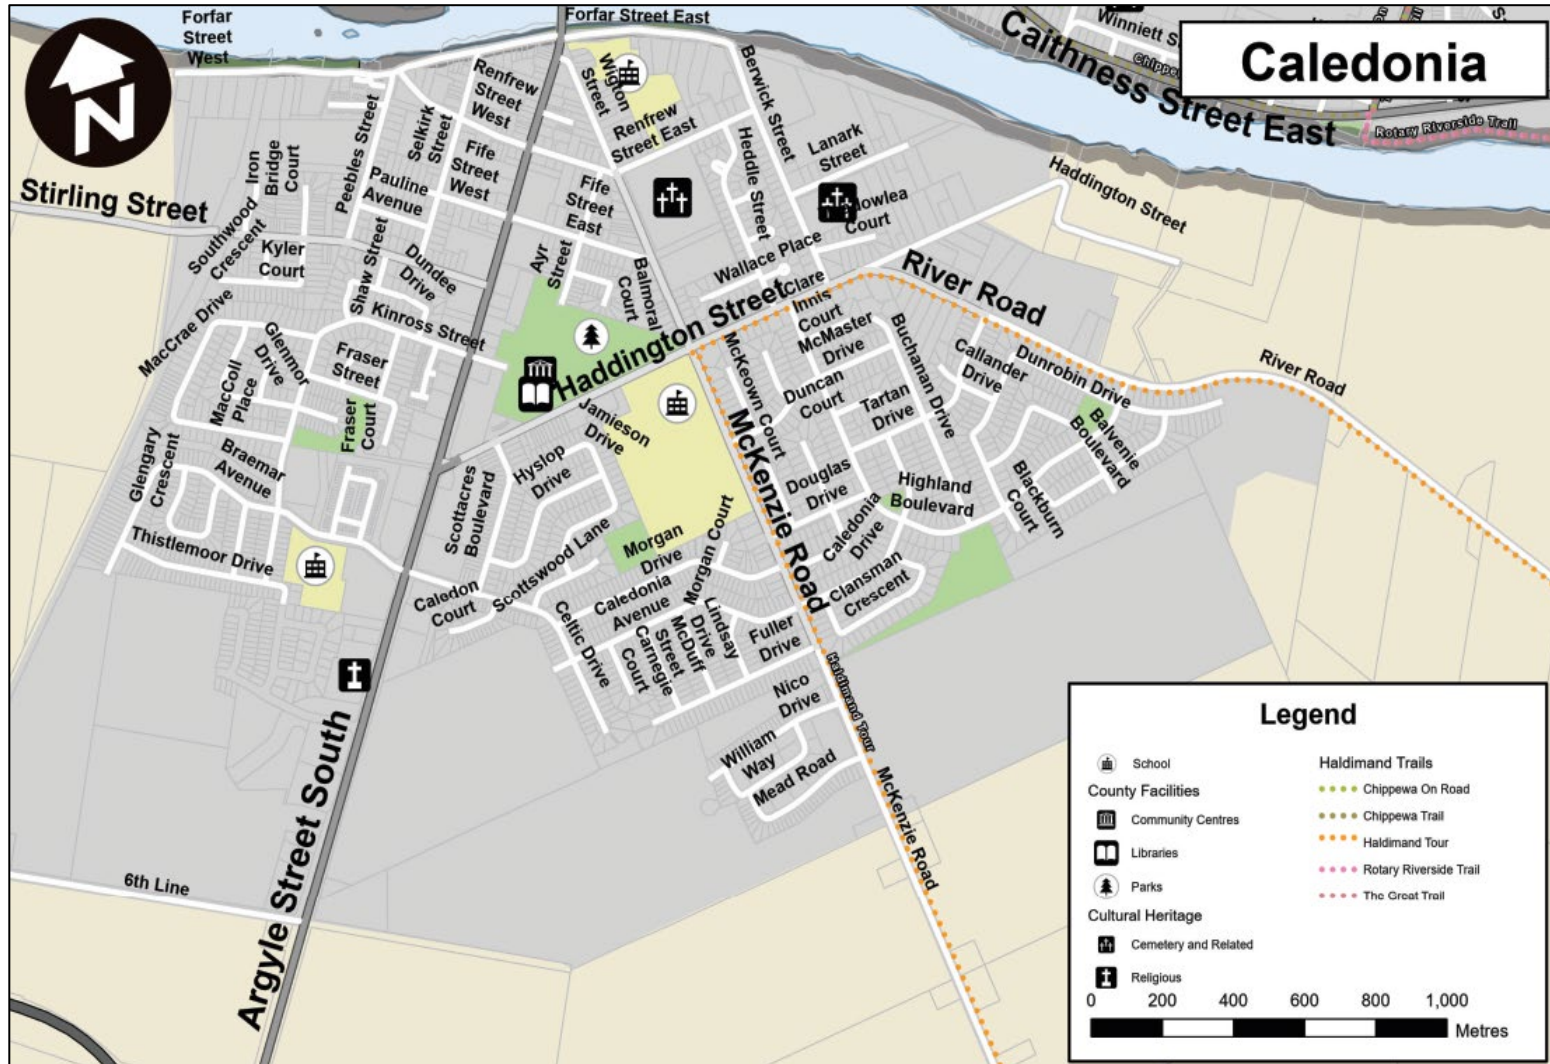 Forfar
Street
West
Forfar Street East
Winniett S
Caledonia
Chippe
Caithness Street East
Rotary Riverside Trail
N
Renfrew
Street
West
Wigton
Street
Berwick Street
Renfrew
Street East
Selkirk
Street
Peebles Street
Iron
Bridge
Court
Fife
Street
West
Pauline
Avenue
Fife
Street
East
Heddle Street
Lanark
Street
Haddington Street
Stirling Street
Southwood
Crescent
Kyler
Court
Shaw Street
Dundee
Drive
Ayr
Street
Balmoral
Court
Wallace Place
lowlea
Court
River Road
Clare
MacCrae Drive
Kinross Street
Haddington Street
Innis
Court
McMaster
Drive
Buchanan Drive
Callander
Drive
Dunrobin Drive
River Road
Glenmor
Drive
Fraser
Street
MacColl
Place
Fraser
Court
McKeown Court
Duncan
Court
Tartan
Drive
Balvenie
Boulevard
Jamieson
Drive
McKenzie Road
Glengary
Crescent
Braemar
Avenue
Hyslop
Drive
Scottacres
Boulevard
Douglas
Drive
Highland
Boulevard
Blackburn
Court
Thistlemoor Drive
Scottswood Lane
Morgan
Drive
Morgan Court
Caledonia
Drive
Clansman
Crescent
Caledon
Court
Caledonia
Avenue
Celtic Drive
Lindsay
Drive
McDuff
Street
Carnegie
Court
Fuller
Drive
Haldimand Tour
Nico
Drive
William
Way
Mead Road
McKenzie Road
Argyle Street South
6th Line
Legend
School
County Facilities
Community Centres
Libraries
Parks
Cultural Heritage
Cemetery and Related
Religious
Haldimand Trails
Chippewa On Road
Chippewa Trail
Haldimand Tour
Rotary Riverside Trail
The Great Trail
0 200 400 600 800 1,000
Metres